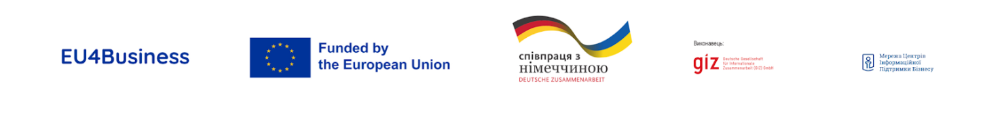 EU4Business
Funded by
the European Union
співпраця з
німеччиною
DEUTSCHE ZUSAMMENARBEIT
Виконавець:
giz
Deutsche Gesellschaft
für Internationale
Zusammenarbeit (GIZ) GmbH
Мережа Центрів
Інформаційної
Підтримки Бізнесу